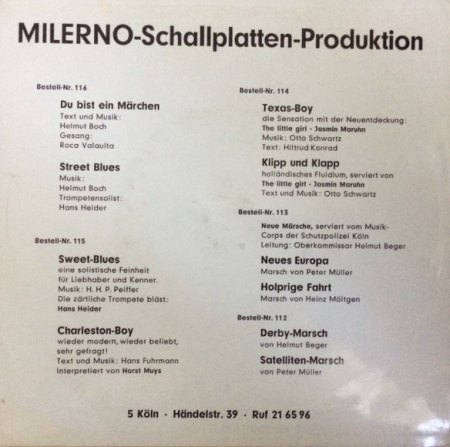 MILERNO-Schallplatten-Produktion
Bestell-Nr. 116
Du bist ein Märchen
Text und Musik:
Helmut Boch
Gesang:
Roca Valaulta
Street Blues
Musik:
Helmut Boch
Trompetensolist:
Hans Heider
Bestell-Nr. 115
Sweet-Blues
eine solistische Feinheit
für Liebhaber und Kenner.
Musik: H. H. P. Peiffer
Die zärtliche Trompete bläst:
Hans Heider
Charleston-Boy
wieder modern, wieder beliebt,
sehr gefragt!
Text und Musik: Hans Fuhrmann
Interpretiert von Horst Muys
Bestell-Nr. 114
Texas-Boy
die Sensation mit der Neuentdeckung:
The little girl - Jasmin Maruhn
Musik: Otto Schwartz
Text: Hiltrud Konrad
Klipp und Klapp
holländisches Fluidium, serviert von
The little girl - Jasmin Maruhn
Text und Musik: Otto Schwartz
Bestell-Nr. 113
Neue Märsche, serviert vom Musik-
Corps der Schutzpolizei Köln
Leitung: Oberkommissar Helmut Beger
Neues Europa
Marsch von Peter Müller
Holprige Fahrt
Marsch von Heinz Möltgen
Bestell-Nr. 112
Derby-Marsch
von Helmut Beger
Satelliten-Marsch
von Peter Müller
5 Köln · Händelstr. 39 · Ruf 21 65 96